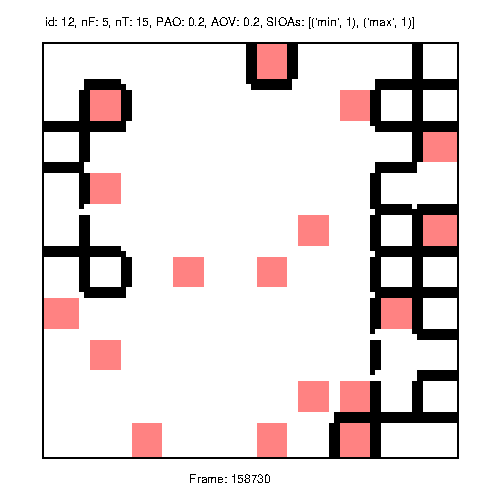 id: 12, nF: 5, nT: 15, PAO: 0.2, AOV: 0.2, SIOAs: [('min', 1), ('max', 1)]
Frame: 158730